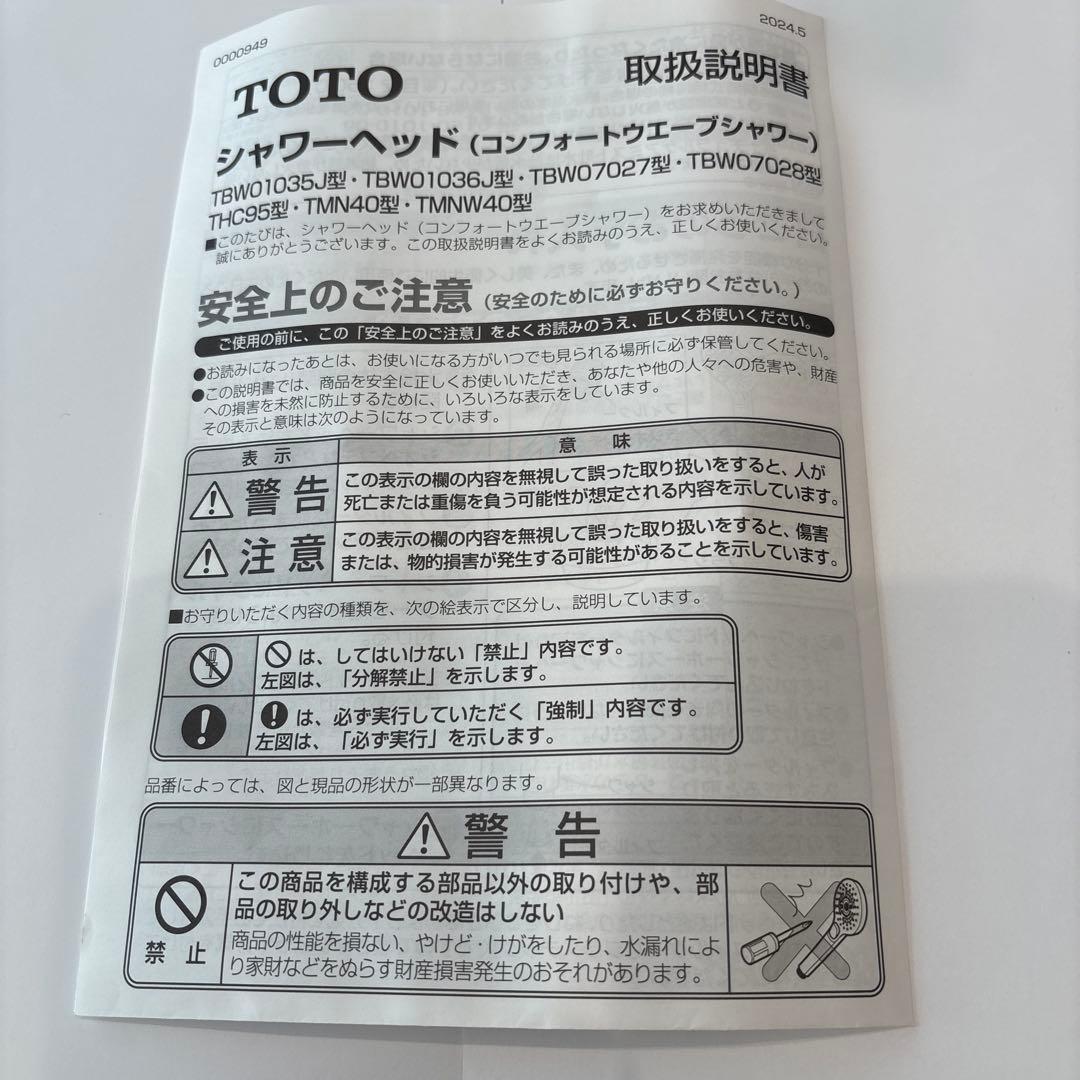 0000949
2024.5
TOTO
取扱説明書
シャワーヘッド(コンフォートウエーブシャワー)
TBW01035J型・TBW01036J型・TBW07027型・TBW07028型
THC95型・TMN40型・TMNW40型
■このたびは、シャワーヘッド(コンフォートウエーブシャワー)をお求めいただきまして
誠にありがとうございます。この取扱説明書をよくお読みのうえ、正しくお使いください。
安全上のご注意(安全のために必ずお守りください。)
ご使用の前に、この「安全上のご注意」をよくお読みのうえ、正しくお使いください。
●お読みになったあとは、お使いになる方がいつでも見られる場所に必ず保管してください。
●この説明書では、商品を安全に正しくお使いいただき、あなたや他の人々への危害や、財産
への損害を未然に防止するために、いろいろな表示をしています。
その表示と意味は次のようになっています。
表示
意味
警告
この表示の欄の内容を無視して誤った取り扱いをすると、人が
死亡または重傷を負う可能性が想定される内容を示しています。
注意
この表示の欄の内容を無視して誤った取り扱いをすると、傷害
または、物的損害が発生する可能性があることを示しています。
■お守りいただく内容の種類を、次の絵表示で区分し、説明しています。
は、してはいけない「禁止」内容です。
左図は、「分解禁止」を示します。
は、必ず実行していただく「強制」内容です。
左図は、「必ず実行」を示します。
品番によっては、図と現品の形状が一部異なります。
警告
禁止
この商品を構成する部品以外の取り付けや、部
品の取り外しなどの改造はしない
商品の性能を損ない、やけど・けがをしたり、水漏れによ
り家財などをぬらす財産損害発生のおそれがあります。